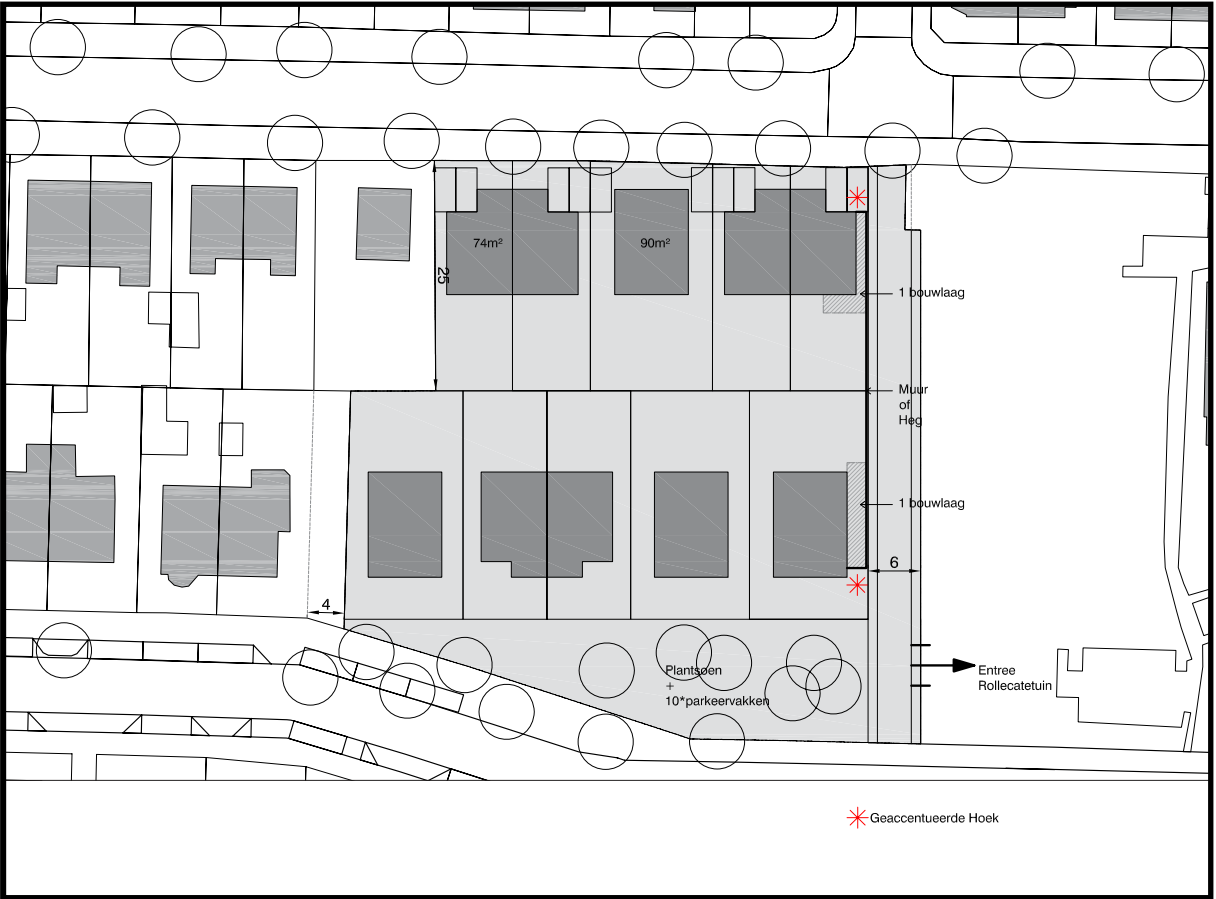 74m²
90m²
25
1 bouwlaag
Muur
of
Heg
1 bouwlaag
6
4
Plantsoen
+
10*parkeervakken
Entree
Rollecatetuin
Geaccentueerde Hoek